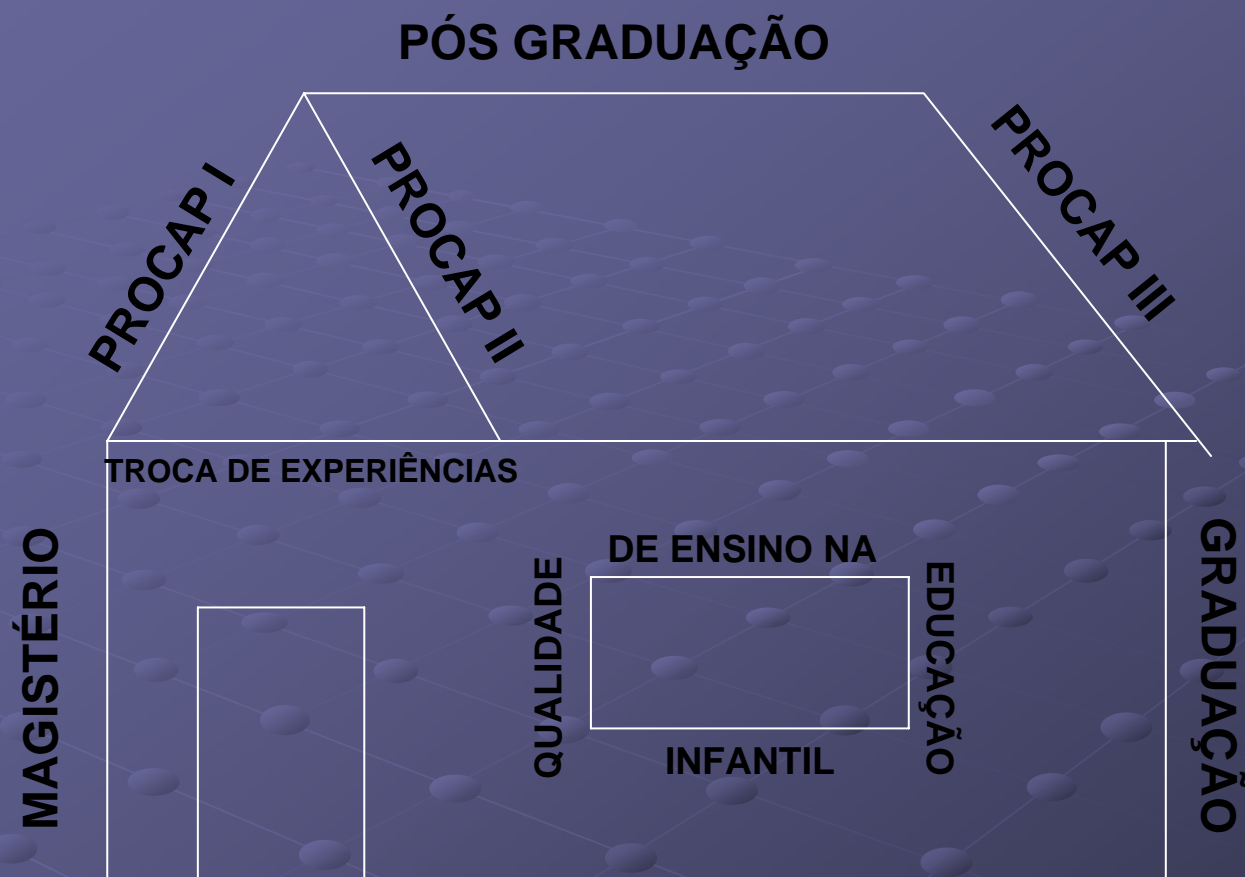 PÓS GRADUAÇÃO
PROCAP I
PROCAP II
PROCAP III
TROCA DE EXPERIÊNCIAS
MAGISTÉRIO
QUALIDADE
DE ENSINO NA
EDUCAÇÃO
INFANTIL
GRADUAÇÃO